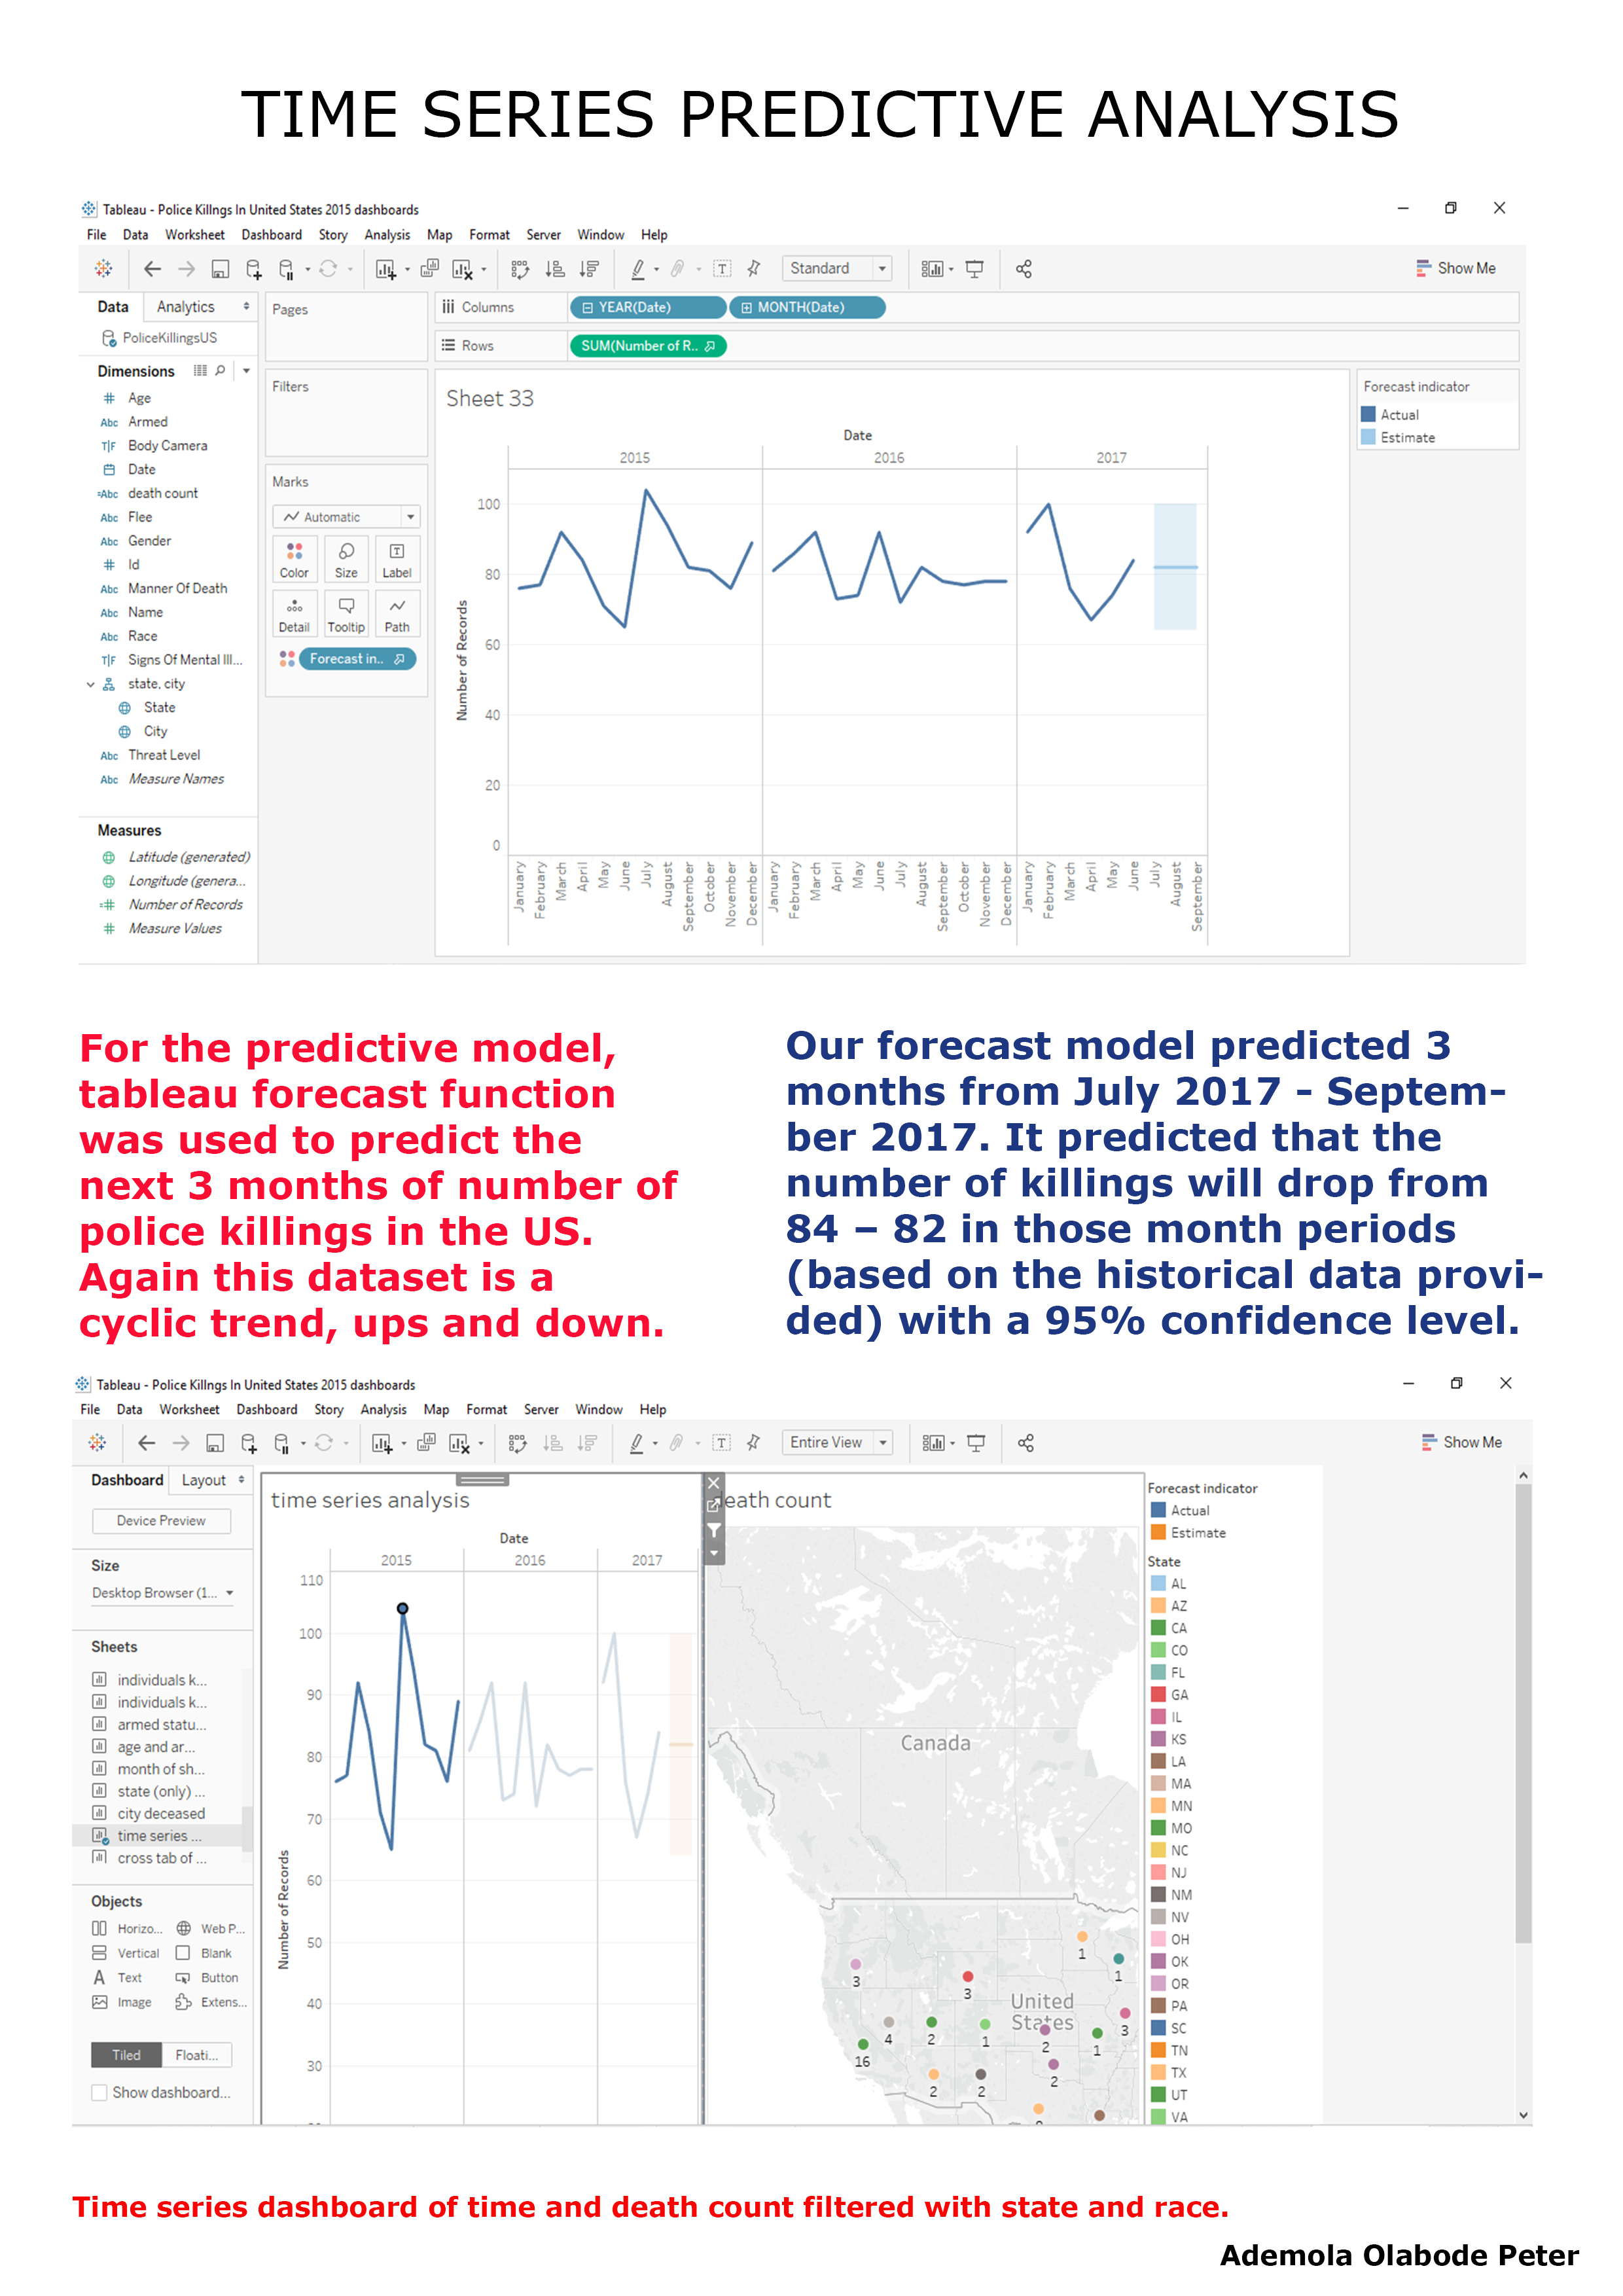 TIME SERIES PREDICTIVE ANALYSIS
Tableau - Police Killngs In United States 2015 dashboards
File Data Worksheet Dashboard Story Analysis Map Format Server Window Help
Standard
Show Me
Data Analytics
PoliceKillingsUS
Dimensions
# Age
Abc Armed
T|F Body Camera
Date
=Abc death count
Abc Flee
Abc Gender
# Id
Abc Manner Of Death
Abc Name
Abc Race
T|F Signs Of Mental Ill...
state, city
State
City
Abc Threat Level
Abc Measure Names
Measures
Latitude (generated)
Longitude (genera...
=# Number of Records
# Measure Values
Pages
Filters
Marks
Automatic
Color Size Label
Detail Tooltip Path
Forecast in..
Columns YEAR(Date) MONTH(Date)
Rows SUM(Number of R..
Sheet 33
Date
2015 2016 2017
Number of Records
100
80
60
40
20
0
January February March April May June July August September October November December January February March April May June July August September October November December January February March April May June July August September
Forecast indicator
Actual
Estimate
For the predictive model,
tableau forecast function
was used to predict the
next 3 months of number of
police killings in the US.
Again this dataset is a
cyclic trend, ups and down.
Our forecast model predicted 3
months from July 2017 - Septem-
ber 2017. It predicted that the
number of killings will drop from
84 – 82 in those month periods
(based on the historical data provi-
ded) with a 95% confidence level.
Tableau - Police Killngs In United States 2015 dashboards
File Data Worksheet Dashboard Story Analysis Map Format Server Window Help
Entire View
Show Me
Dashboard Layout
Device Preview
Size
Desktop Browser (1...
Sheets
individuals k...
individuals k...
armed statu...
age and ar...
month of sh...
state (only) ...
city deceased
time series ...
cross tab of ...
Objects
Horizo... Web P...
Vertical Blank
A Text Button
Image Extens...
Tiled Floati...
Show dashboard...
time series analysis
Date
2015 2016 2017
Number of Records
110
100
90
80
70
60
50
40
30
death count
Canada
United
States
1
1
3
3
3
4
2
1
2
1
16
2
2
2
Forecast indicator
Actual
Estimate
State
AL
AZ
CA
CO
FL
GA
IL
KS
LA
MA
MN
MO
NC
NJ
NM
NV
OH
OK
OR
PA
SC
TN
TX
UT
VA
Time series dashboard of time and death count filtered with state and race.
Ademola Olabode Peter